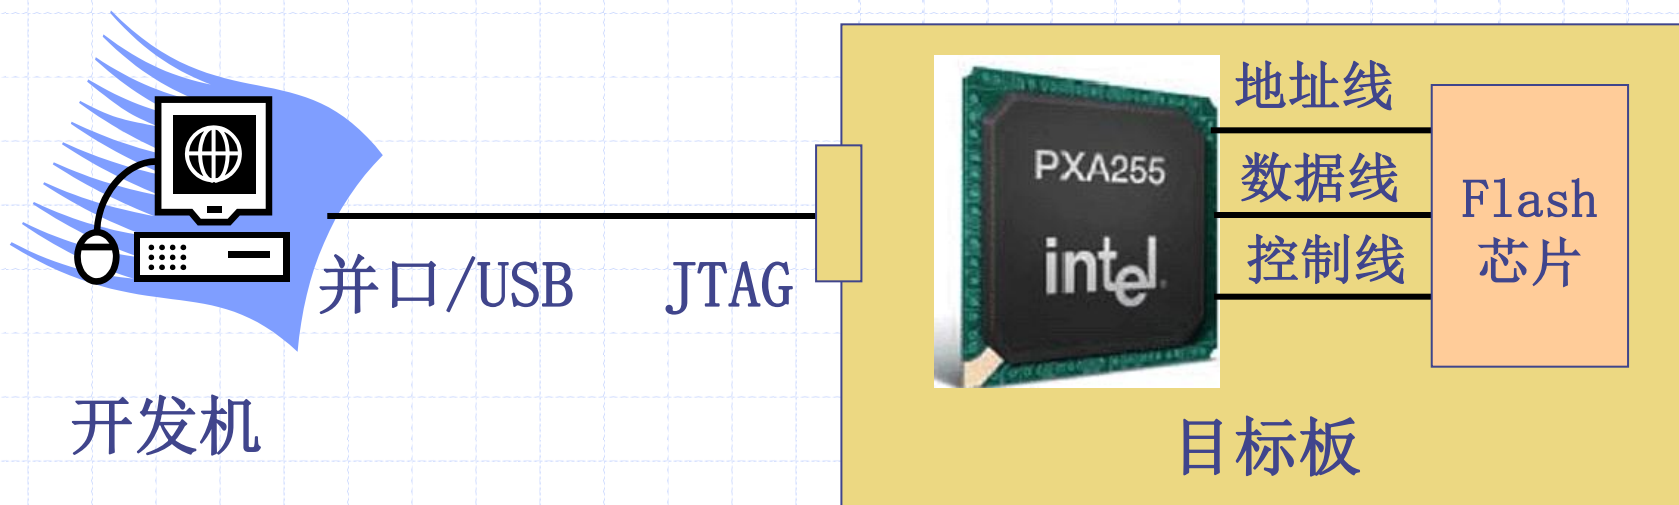 地址线
PXA255
数据线
Flash
芯片
控制线
intel
并口/USB JTAG
开发机
目标板